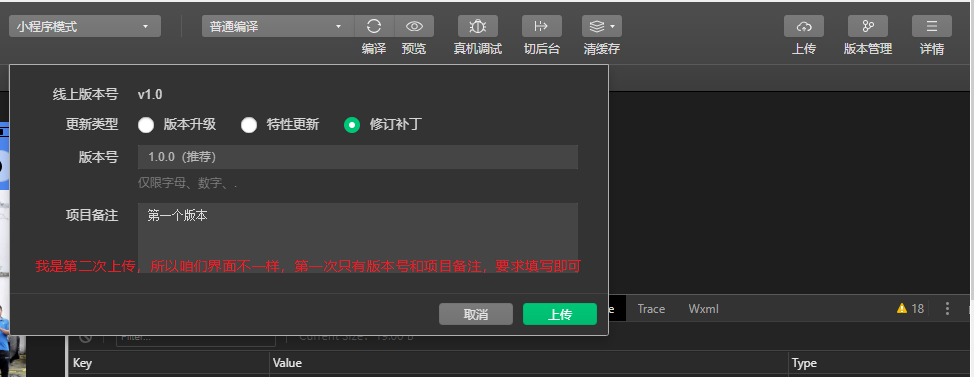 小程序模式
普通编译
编译
预览
真机调试
切后台
清缓存
上传
版本管理
详情
线上版本号 v1.0
更新类型 版本升级 特性更新 修订补丁
版本号 1.0.0（推荐）
仅限字母、数字、.
项目备注 第一个版本
我是第二次上传，所以咱们界面不一样，第一次只有版本号和项目备注，要求填写即可
取消 上传
e Trace Wxml 18
Filter...
Current Size: 19.00 B
Key Value Type